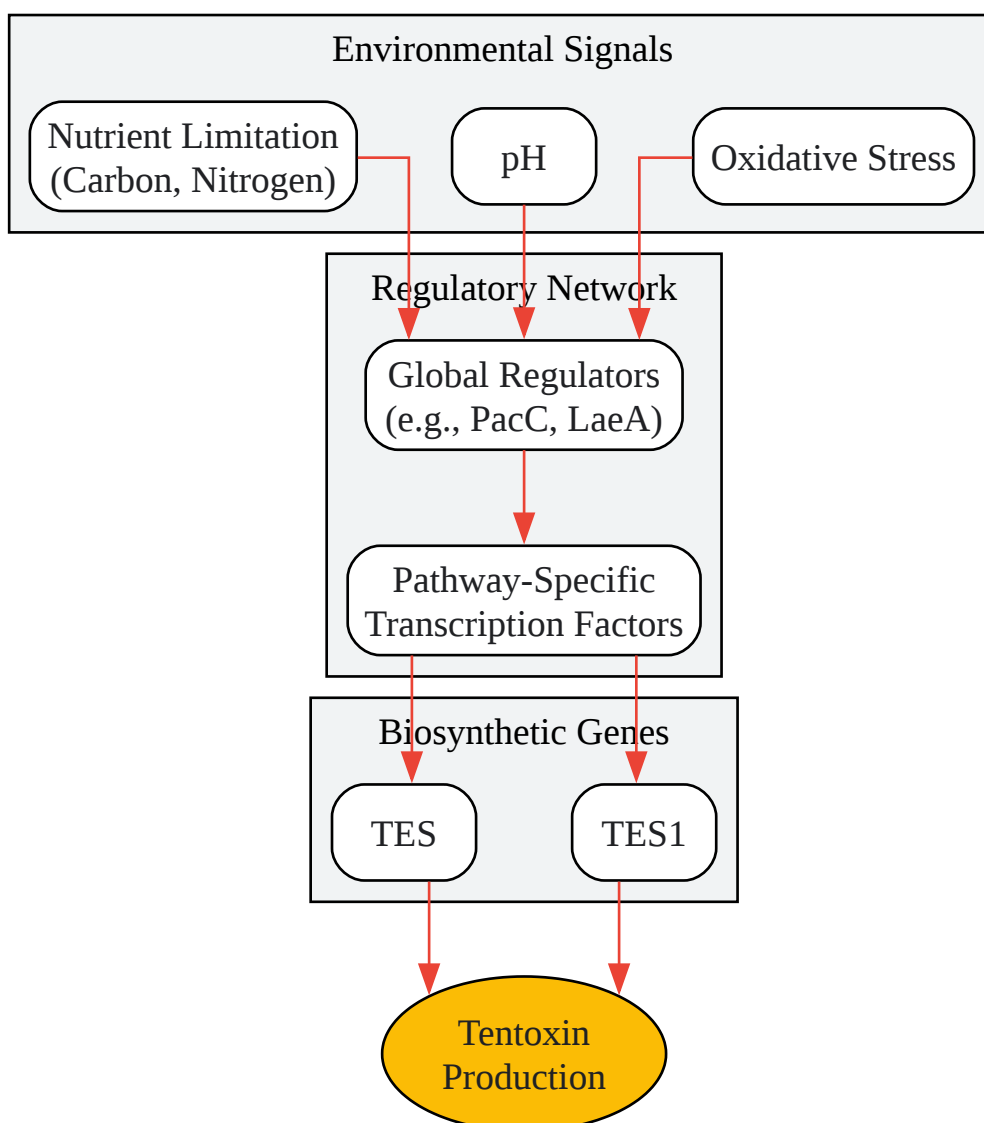 Environmental Signals
Nutrient Limitation
(Carbon, Nitrogen)
pH
Oxidative Stress
Regulatory Network
Global Regulators
(e.g., PacC, LaeA)
Pathway-Specific
Transcription Factors
Biosynthetic Genes
TES
TES1
Tentoxin
Production